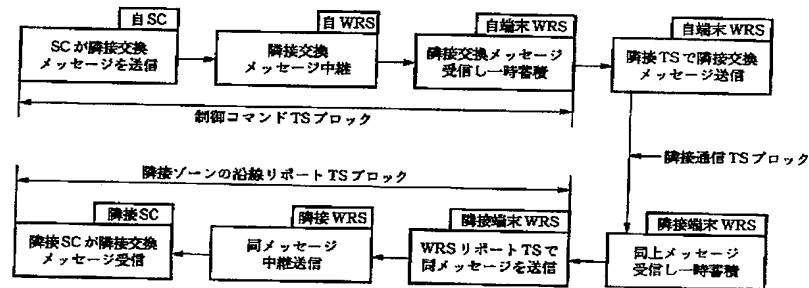 自SC
SCが隣接交換
メッセージを送信
自WRS
隣接交換
メッセージ中継
自端末WRS
隣接交換メッセージ
受信し一時蓄積
自端末WRS
隣接TSで隣接交換
メッセージ送信
制御コマンドTSブロック
隣接通信TSブロック
隣接ゾーンの沿線リポートTSブロック
隣接SC
隣接SCが隣接交換
メッセージ受信
隣接WRS
同メッセージ
中継送信
隣接端末WRS
WRSリポートTSで
同メッセージを送信
隣接端末WRS
同上メッセージ
受信し一時蓄積